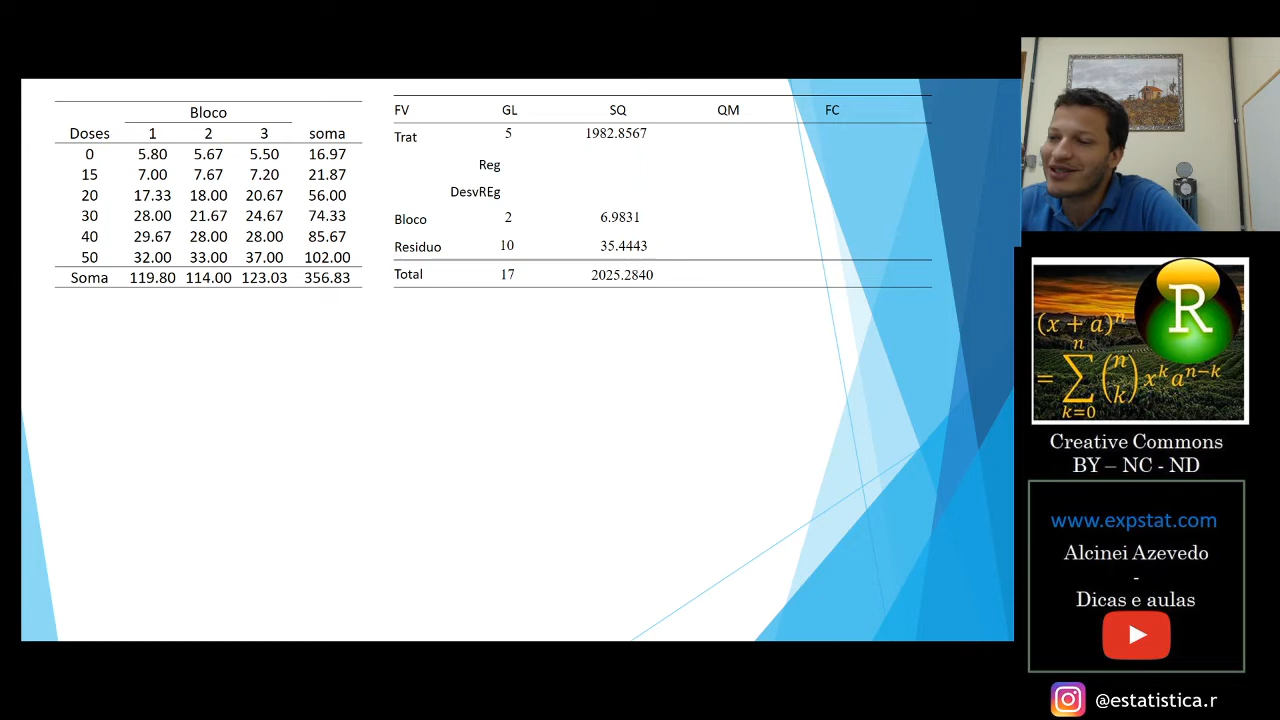 Bloco
Doses 1 2 3 soma
0 5.80 5.67 5.50 16.97
15 7.00 7.67 7.20 21.87
20 17.33 18.00 20.67 56.00
30 28.00 21.67 24.67 74.33
40 29.67 28.00 28.00 85.67
50 32.00 33.00 37.00 102.00
Soma 119.80 114.00 123.03 356.83
FV GL SQ QM FC
Trat 5 1982.8567
Reg
DesvREg
Bloco 2 6.9831
Residuo 10 35.4443
Total 17 2025.2840
R
(x + a)^n
= \sum_{k=0}^{n} \binom{n}{k} x^k a^{n-k}
Creative Commons
BY – NC - ND
www.expstat.com
Alcinei Azevedo
-
Dicas e aulas
@estatistica.r